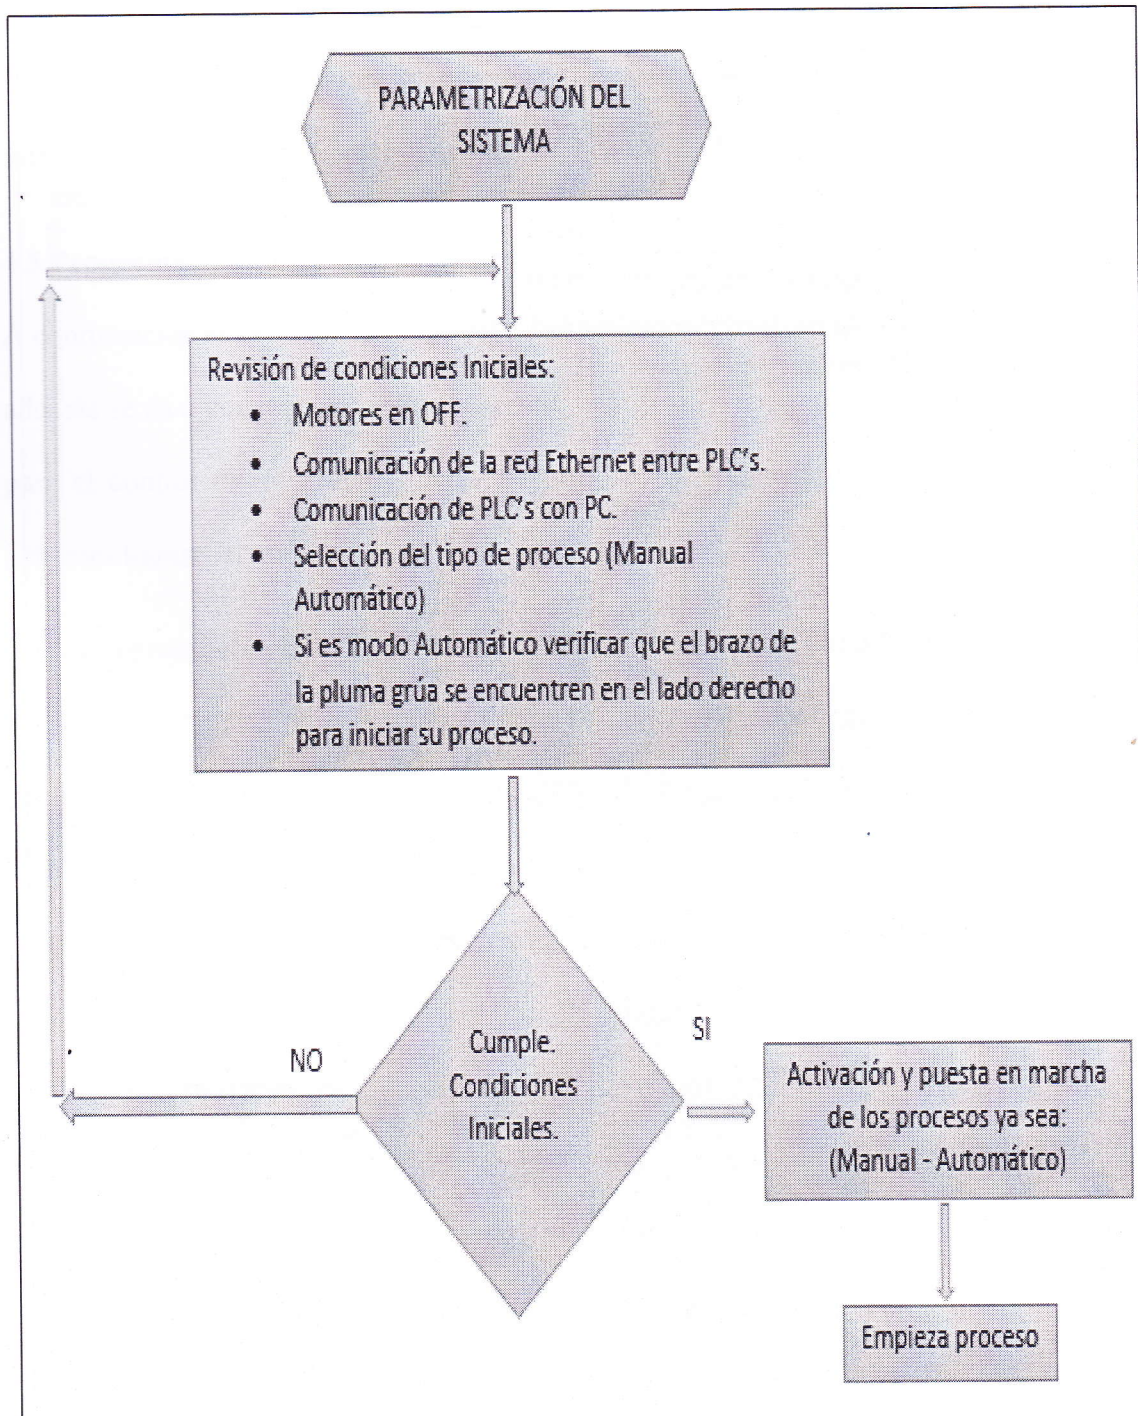 PARAMETRIZACIÓN DEL
SISTEMA
Revisión de condiciones Iniciales:
• Motores en OFF.
• Comunicación de la red Ethernet entre PLC's.
• Comunicación de PLC's con PC.
• Selección del tipo de proceso (Manual
Automático)
• Si es modo Automático verificar que el brazo de
la pluma grúa se encuentren en el lado derecho
para iniciar su proceso.
Cumple.
Condiciones
Iniciales.
NO
SI
Activación y puesta en marcha
de los procesos ya sea:
(Manual - Automático)
Empieza proceso